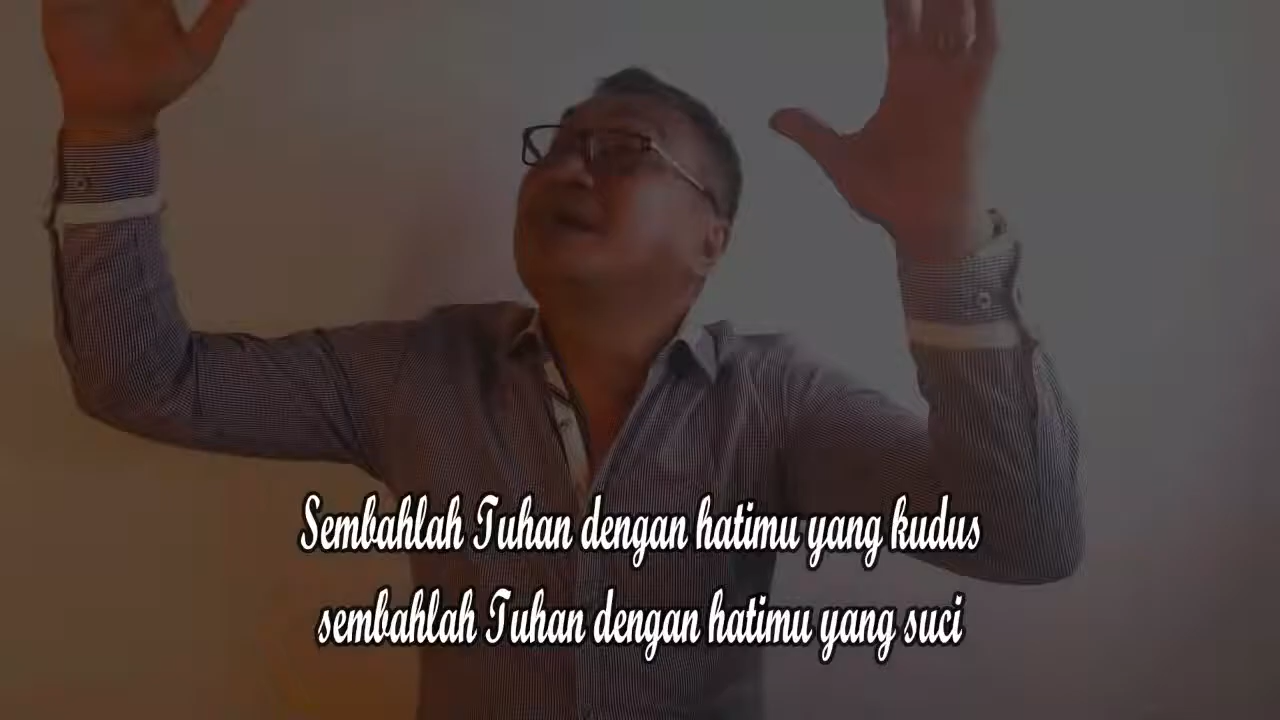 Sembahlah Tuhan dengan hatimu yang kudus
sembahlah Tuhan dengan hatimu yang suci